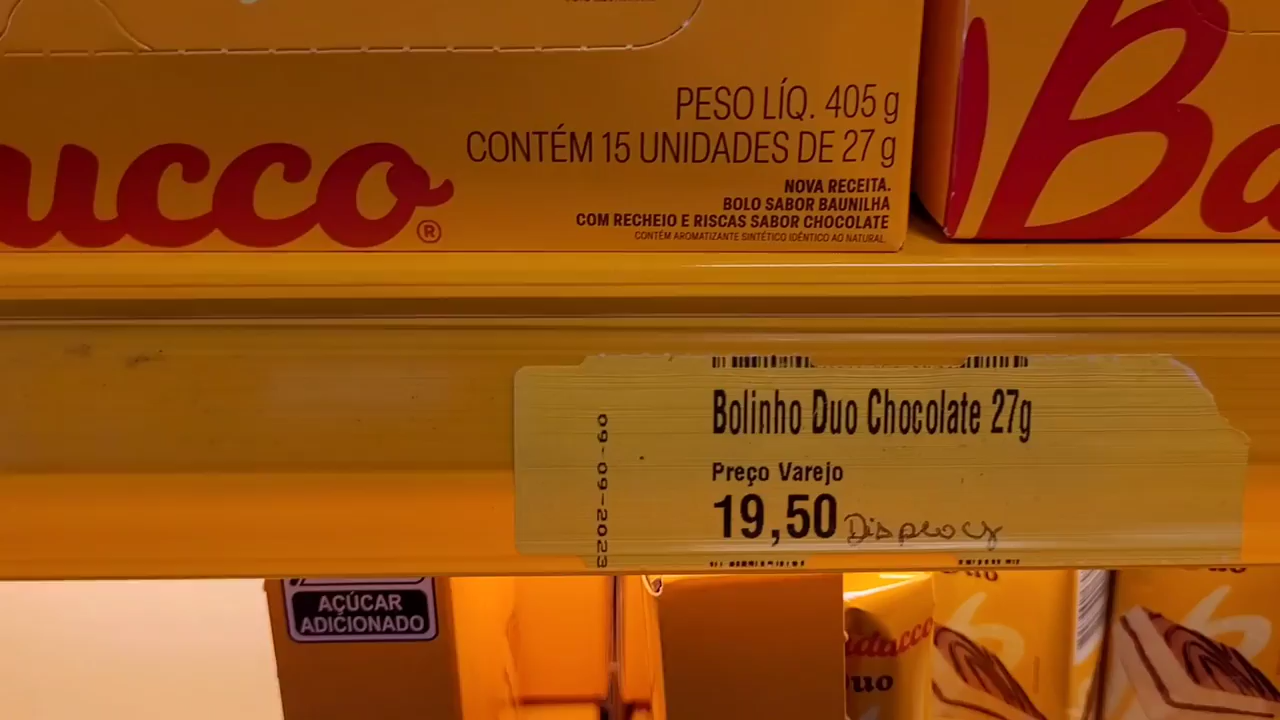 PESO LÍQ. 405 g
CONTÉM 15 UNIDADES DE 27 g
ucco®
NOVA RECEITA.
BOLO SABOR BAUNILHA
COM RECHEIO E RISCAS SABOR CHOCOLATE
CONTÉM AROMATIZANTE SINTÉTICO IDÊNTICO AO NATURAL.
Ba
Bolinho Duo Chocolate 27g
09-09-2023
Preço Varejo
19,50
AÇÚCAR
ADICIONADO